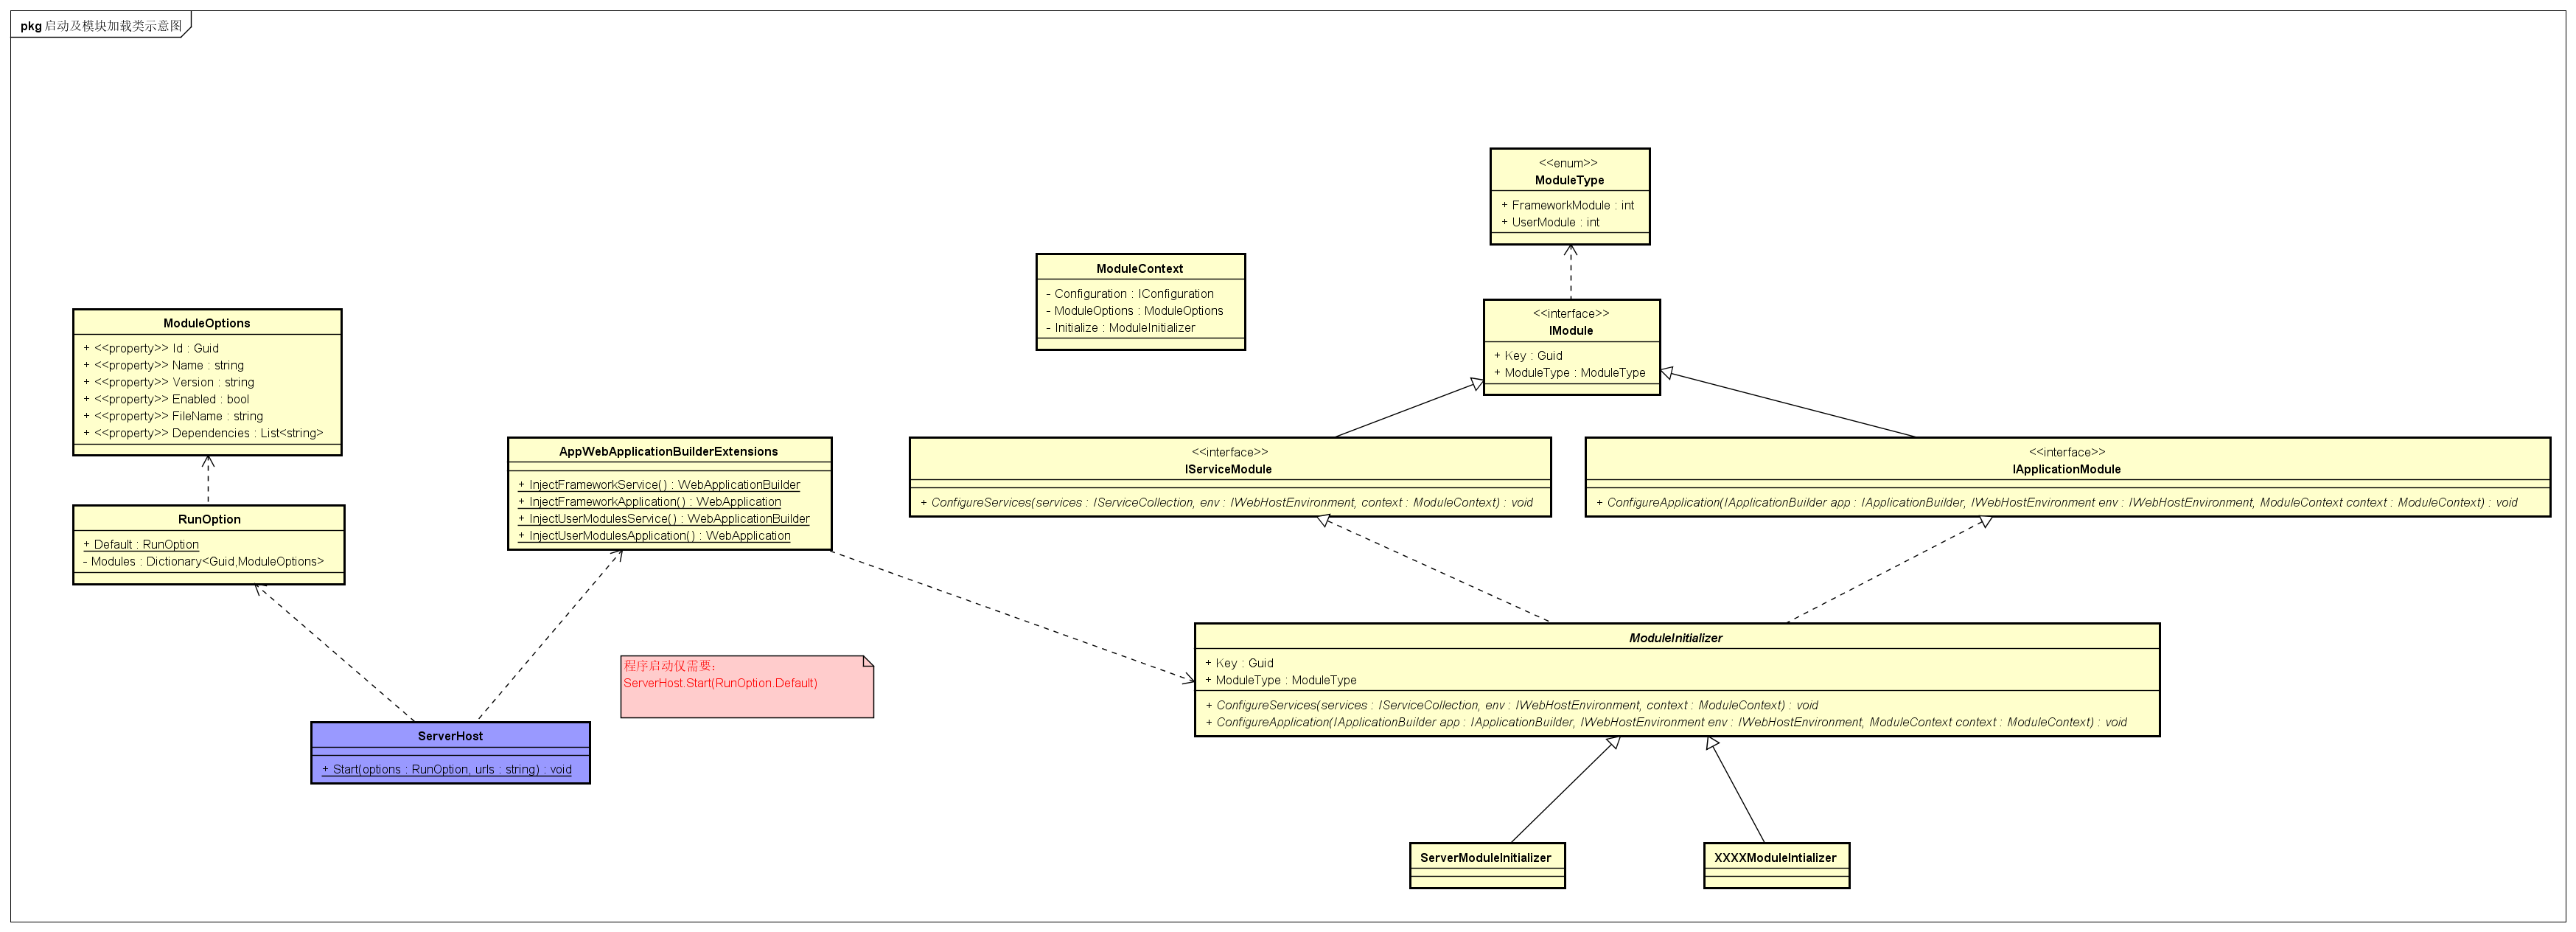 pkg 启动及模块加载类示意图
<<enum>>
ModuleType
+ FrameworkModule : int
+ UserModule : int
ModuleContext
- Configuration : IConfiguration
- ModuleOptions : ModuleOptions
- Initialize : ModuleInitializer
<<interface>>
IModule
+ Key : Guid
+ ModuleType : ModuleType
ModuleOptions
+ <<property>> Id : Guid
+ <<property>> Name : string
+ <<property>> Version : string
+ <<property>> Enabled : bool
+ <<property>> FileName : string
+ <<property>> Dependencies : List<string>
AppWebApplicationBuilderExtensions
+ InjectFrameworkService() : WebApplicationBuilder
+ InjectFrameworkApplication() : WebApplication
+ InjectUserModulesService() : WebApplicationBuilder
+ InjectUserModulesApplication() : WebApplication
<<interface>>
IServiceModule
+ ConfigureServices(services : IServiceCollection, env : IWebHostEnvironment, context : ModuleContext) : void
<<interface>>
IApplicationModule
+ ConfigureApplication(IApplicationBuilder app : IApplicationBuilder, IWebHostEnvironment env : IWebHostEnvironment, ModuleContext context : ModuleContext) : void
RunOption
+ Default : RunOption
- Modules : Dictionary<Guid,ModuleOptions>
程序启动仅需要：
ServerHost.Start(RunOption.Default)
ModuleInitializer
+ Key : Guid
+ ModuleType : ModuleType
+ ConfigureServices(services : IServiceCollection, env : IWebHostEnvironment, context : ModuleContext) : void
+ ConfigureApplication(IApplicationBuilder app : IApplicationBuilder, IWebHostEnvironment env : IWebHostEnvironment, ModuleContext context : ModuleContext) : void
ServerHost
+ Start(options : RunOption, urls : string) : void
ServerModuleInitializer
XXXXModuleIntializer